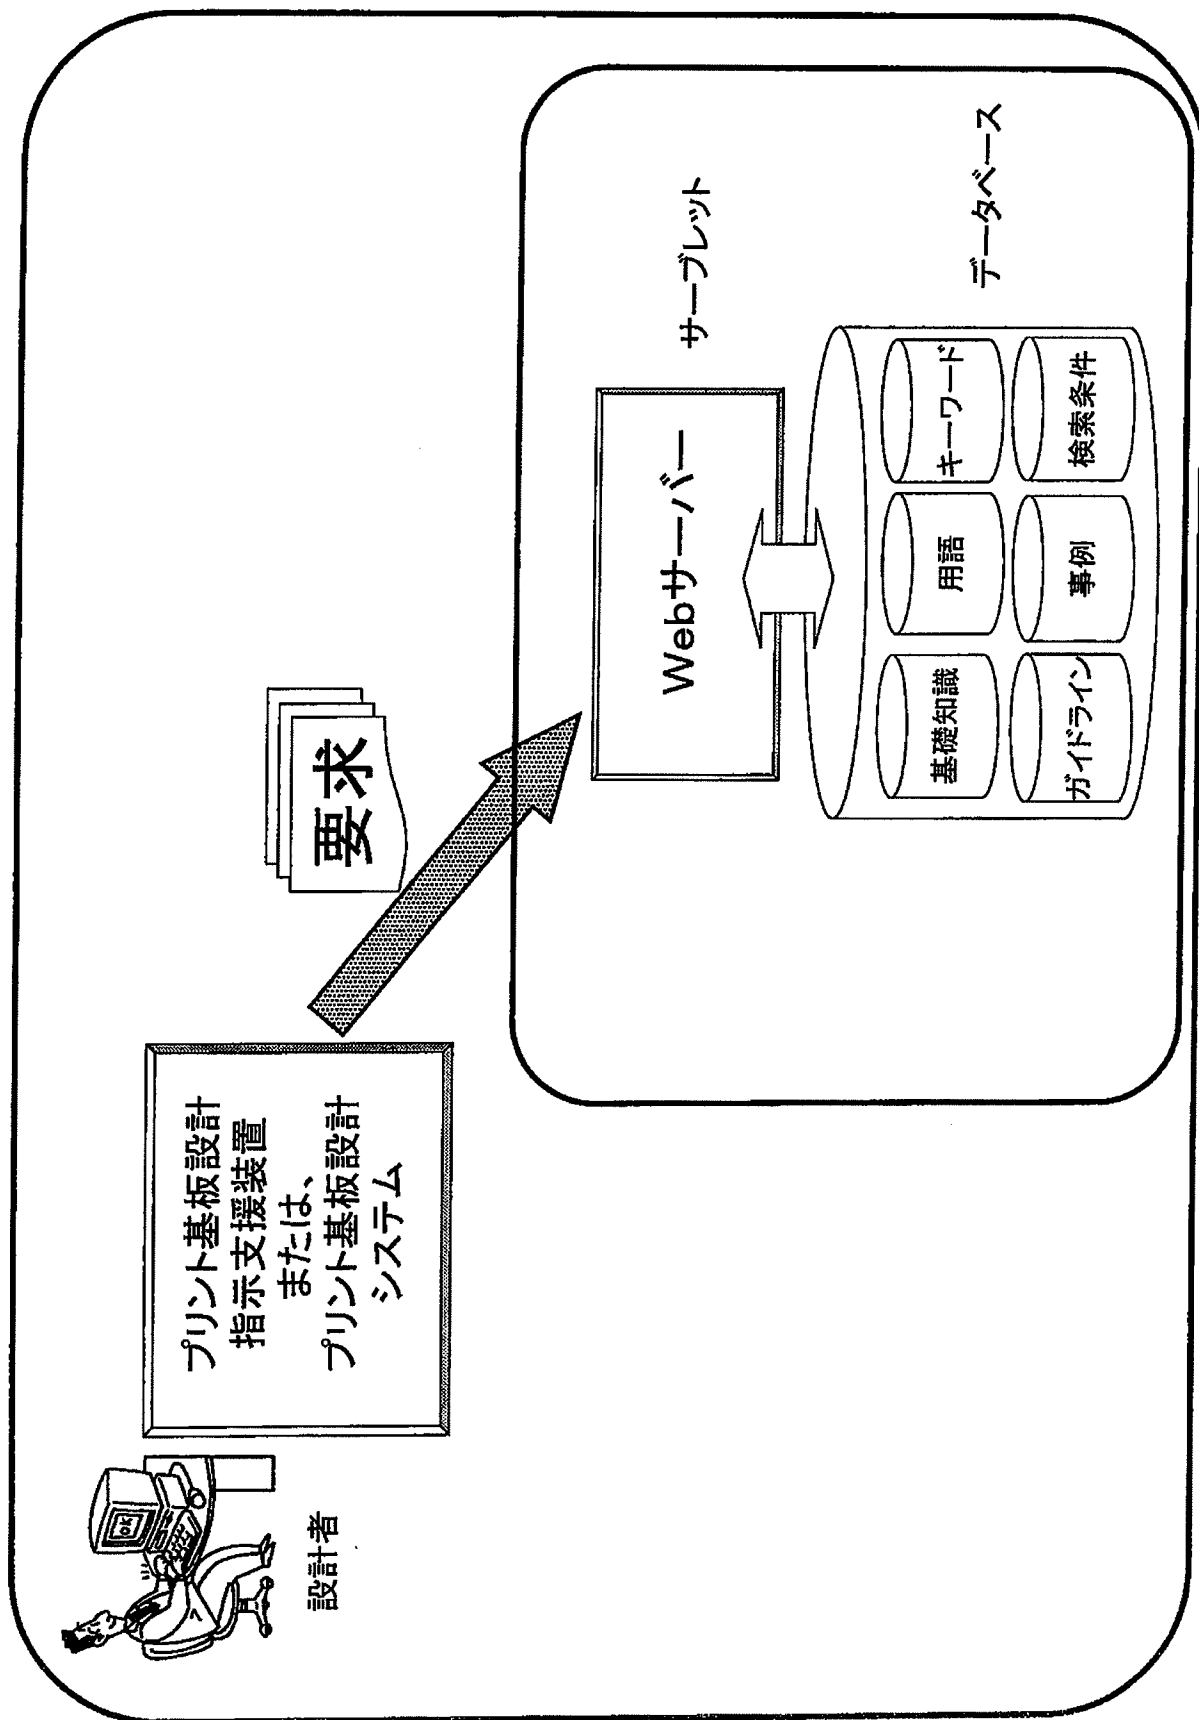 プリント基板設計
指示支援装置
または、
プリント基板設計
システム
設計者
OK
要求
Webサーバー
サーブレット
基礎知識
用語
キーワード
ガイドライン
事例
検索条件
データベース